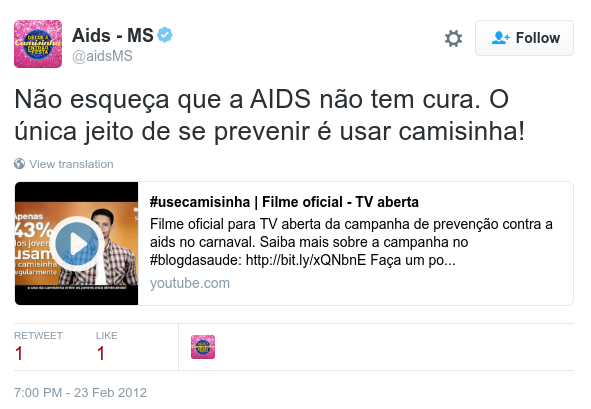 Aids - MS
@aidsMS
Follow
Não esqueça que a AIDS não tem cura. O
única jeito de se prevenir é usar camisinha!
View translation
Apenas
43%
dos jovens
usam
a camisinha
regularmente
#usecamisinha | Filme oficial - TV aberta
Filme oficial para TV aberta da campanha de prevenção contra a
aids no carnaval. Saiba mais sobre a campanha no
#blogdasaude: http://bit.ly/xQNbnE Faça um po...
youtube.com
RETWEET
LIKE
1
1
7:00 PM - 23 Feb 2012